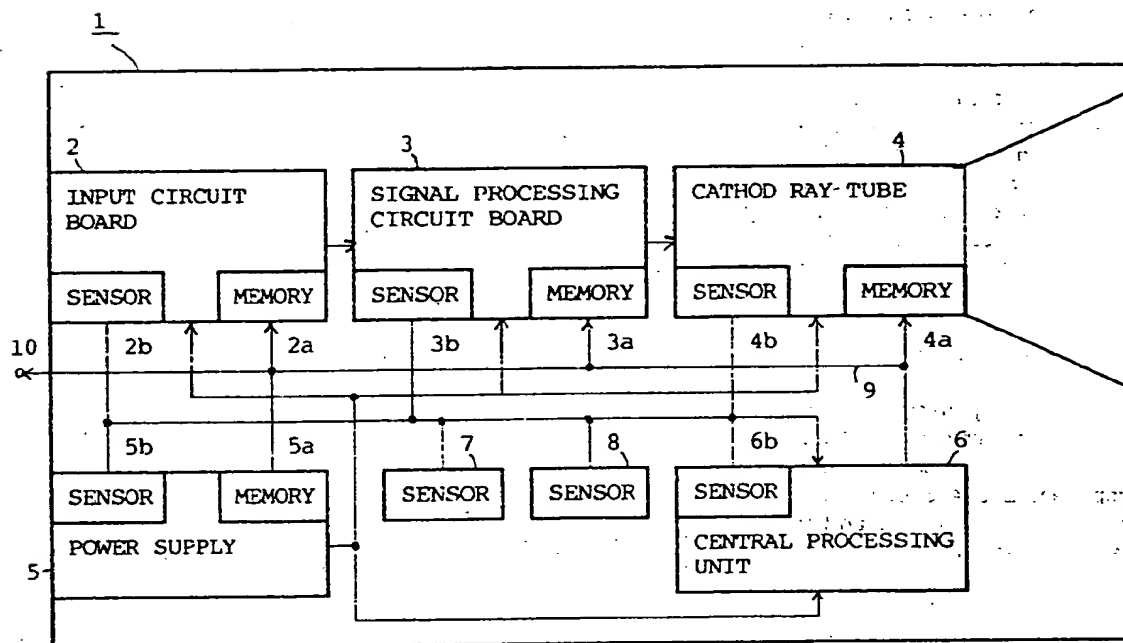 1
2
3
4
INPUT CIRCUIT
BOARD
SIGNAL PROCESSING
CIRCUIT BOARD
CATHOD RAY-TUBE
SENSOR
MEMORY
SENSOR
MEMORY
SENSOR
MEMORY
10
2b
2a
3b
3a
4b
4a
9
5b
5a
7
8
6b
6
SENSOR
MEMORY
SENSOR
SENSOR
SENSOR
POWER SUPPLY
CENTRAL PROCESSING
UNIT
5